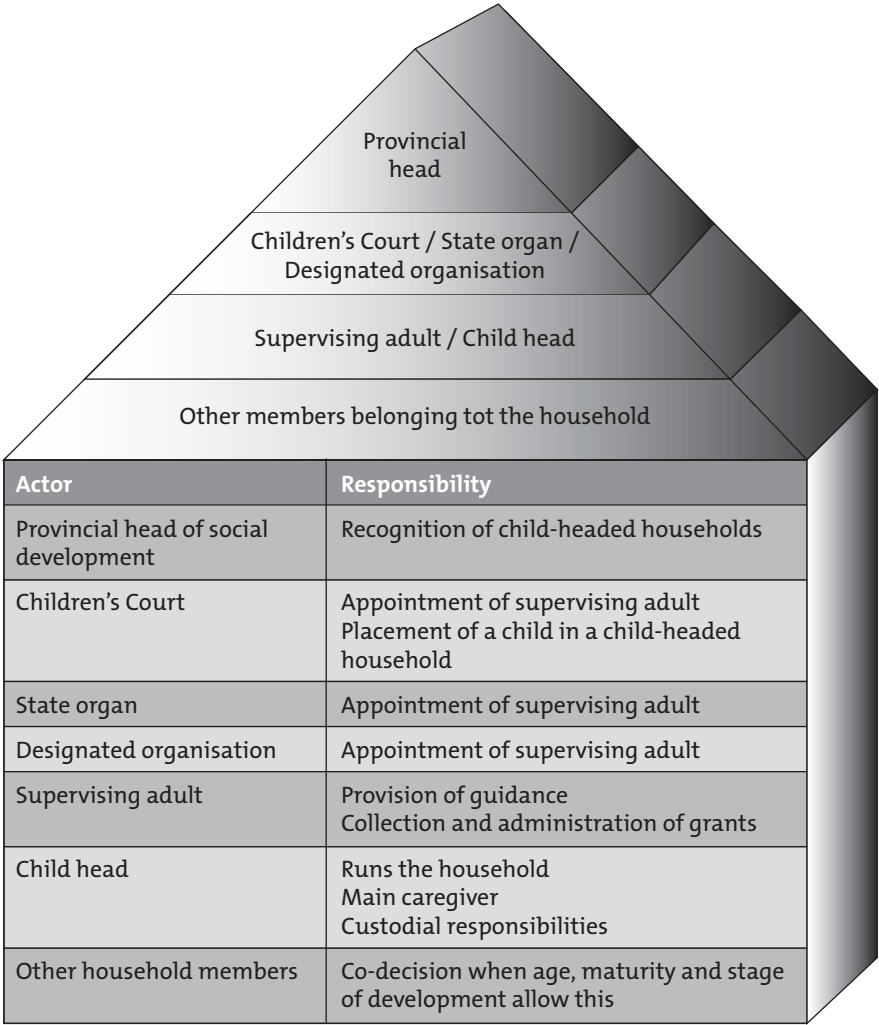 Provincial
head
Children's Court / State organ /
Designated organisation
Supervising adult / Child head
Other members belonging tot the household
Actor
Responsibility
Provincial head of social
development
Recognition of child-headed households
Children's Court
Appointment of supervising adult
Placement of a child in a child-headed
household
State organ
Appointment of supervising adult
Designated organisation
Appointment of supervising adult
Supervising adult
Provision of guidance
Collection and administration of grants
Child head
Runs the household
Main caregiver
Custodial responsibilities
Other household members
Co-decision when age, maturity and stage
of development allow this